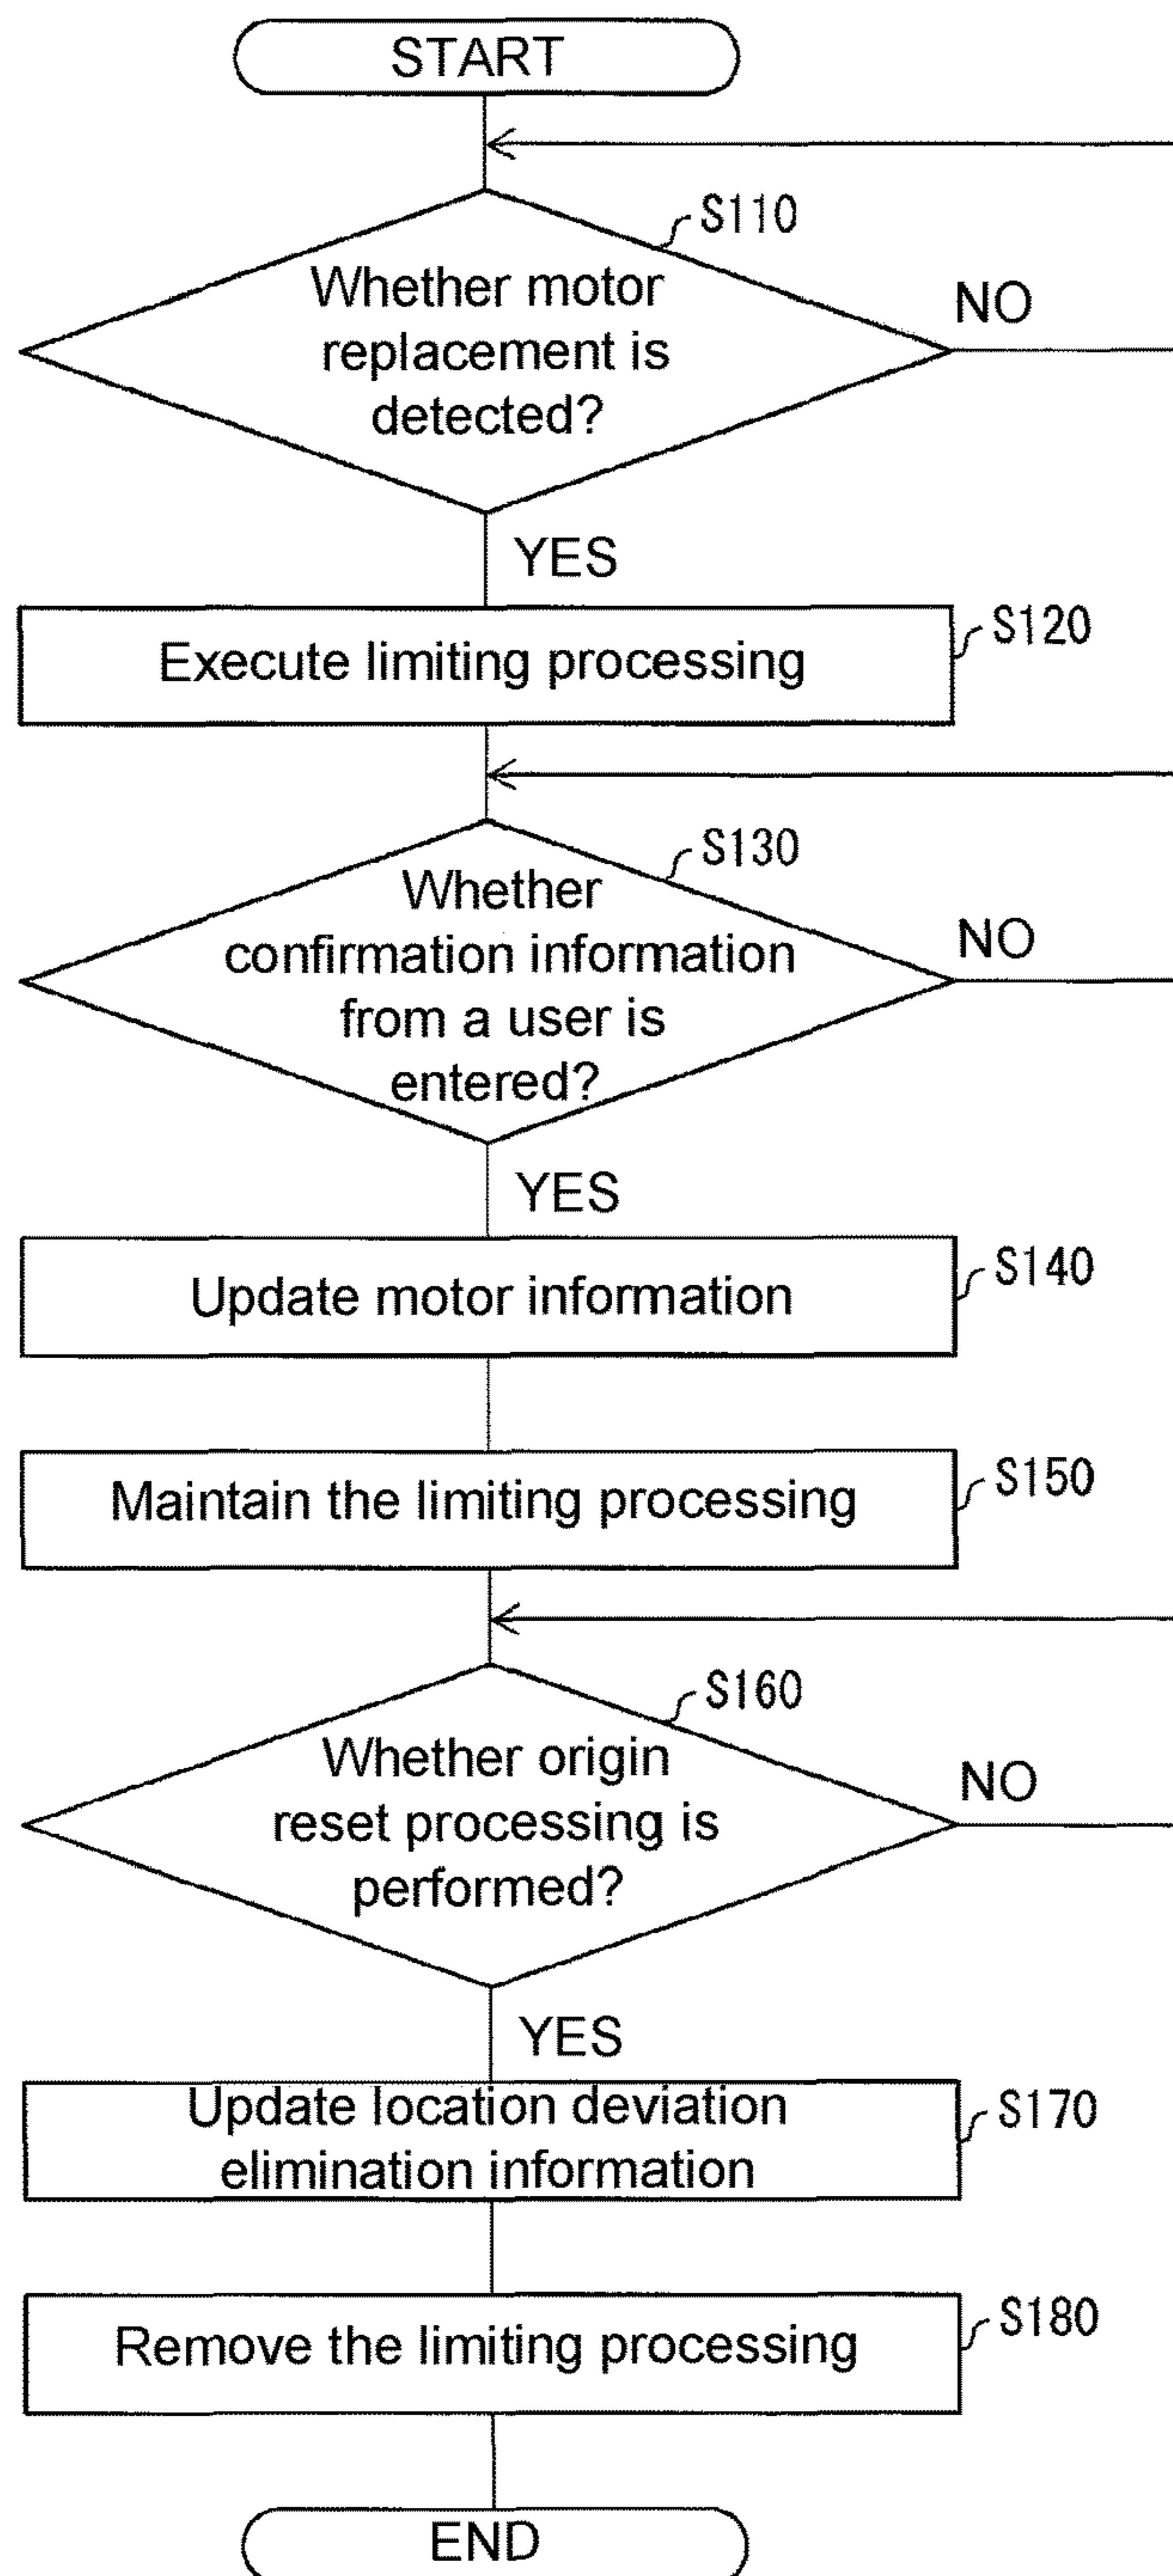 START
S110
Whether motor
replacement is
detected?
NO
YES
Execute limiting processing
S120
S130
Whether
confirmation information
from a user is
entered?
NO
YES
Update motor information
S140
Maintain the limiting processing
S150
S160
Whether origin
reset processing is
performed?
NO
YES
Update location deviation
elimination information
S170
Remove the limiting processing
S180
END